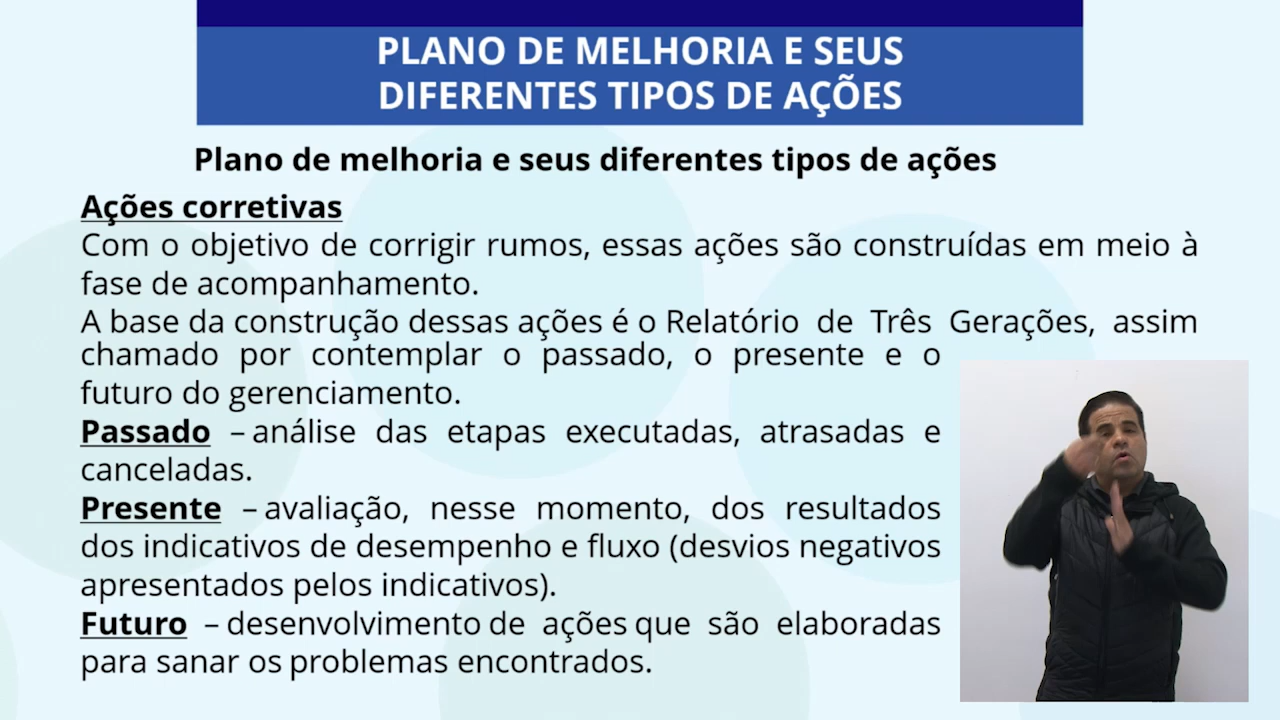 PLANO DE MELHORIA E SEUS
DIFERENTES TIPOS DE AÇÕES
Plano de melhoria e seus diferentes tipos de ações
Ações corretivas
Com o objetivo de corrigir rumos, essas ações são construídas em meio à
fase de acompanhamento.
A base da construção dessas ações é o Relatório de Três Gerações, assim
chamado por contemplar o passado, o presente e o
futuro do gerenciamento.
Passado – análise das etapas executadas, atrasadas e
canceladas.
Presente – avaliação, nesse momento, dos resultados
dos indicativos de desempenho e fluxo (desvios negativos
apresentados pelos indicativos).
Futuro – desenvolvimento de ações que são elaboradas
para sanar os problemas encontrados.